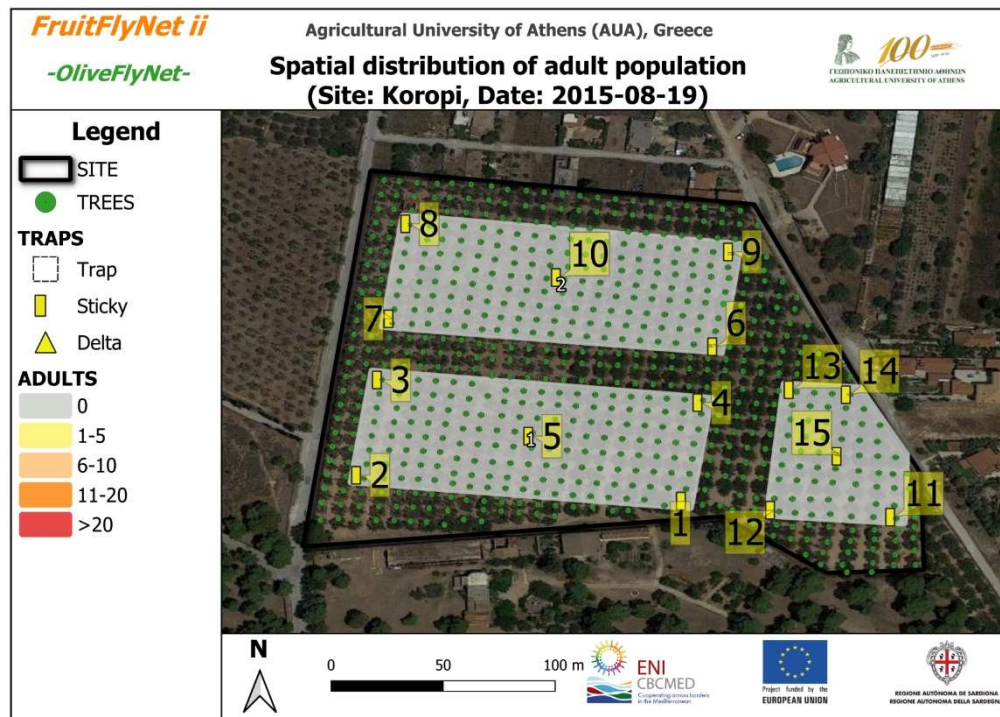 FruitFlyNet ii
-OliveFlyNet-
Agricultural University of Athens (AUA), Greece
Spatial distribution of adult population
(Site: Koropi, Date: 2015-08-19)
100
ΓΕΩΠΟΝΙΚΟ ΠΑΝΕΠΙΣΤΗΜΙΟ ΑΘΗΝΩΝ
AGRICULTURAL UNIVERSITY OF ATHENS
Legend
SITE
TREES
TRAPS
Trap
Sticky
Delta
ADULTS
0
1-5
6-10
11-20
>20
8
10
2
9
7
6
3
4
13
14
1
5
15
2
1
12
11
N
0 50 100 m
ENI
CBCMED
Cooperating across borders
in the Mediterranean
Project funded by the
EUROPEAN UNION
REGIONE AUTÒNOMA DE SARDIGNA
REGIONE AUTONOMA DELLA SARDEGNA